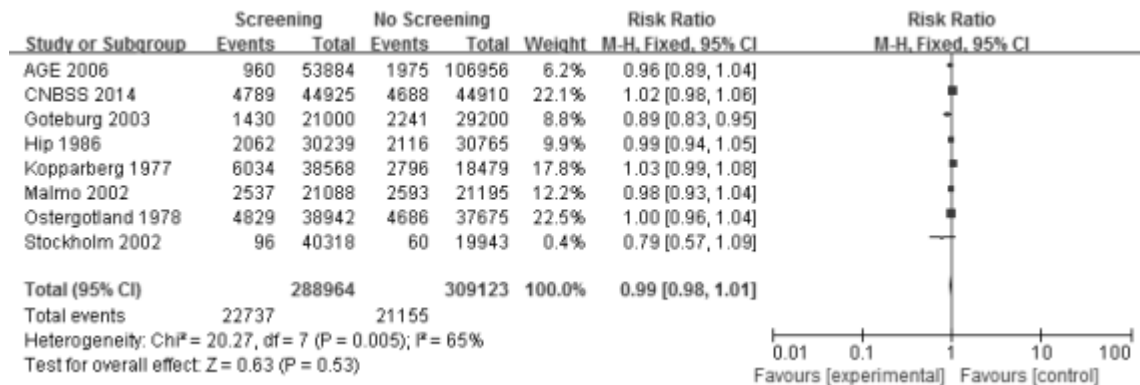 Screening No Screening Risk Ratio Risk Ratio
Study or Subgroup Events Total Events Total Weight M-H, Fixed, 95% CI M-H, Fixed, 95% CI
AGE 2006 960 53884 1975 106956 6.2% 0.96 [0.89, 1.04]
CNBSS 2014 4789 44925 4688 44910 22.1% 1.02 [0.98, 1.06]
Goteburg 2003 1430 21000 2241 29200 8.8% 0.89 [0.83, 0.95]
Hip 1986 2062 30239 2116 30765 9.9% 0.99 [0.94, 1.05]
Kopparberg 1977 6034 38568 2796 18479 17.8% 1.03 [0.99, 1.08]
Malmo 2002 2537 21088 2593 21195 12.2% 0.98 [0.93, 1.04]
Ostergotland 1978 4829 38942 4686 37675 22.5% 1.00 [0.96, 1.04]
Stockholm 2002 96 40318 60 19943 0.4% 0.79 [0.57, 1.09]
Total (95% CI) 288964 309123 100.0% 0.99 [0.98, 1.01]
Total events 22737 21155
Heterogeneity: Chi² = 20.27, df = 7 (P = 0.005); I² = 65%
Test for overall effect: Z = 0.63 (P = 0.53)
0.01 0.1 1 10 100
Favours [experimental] Favours [control]